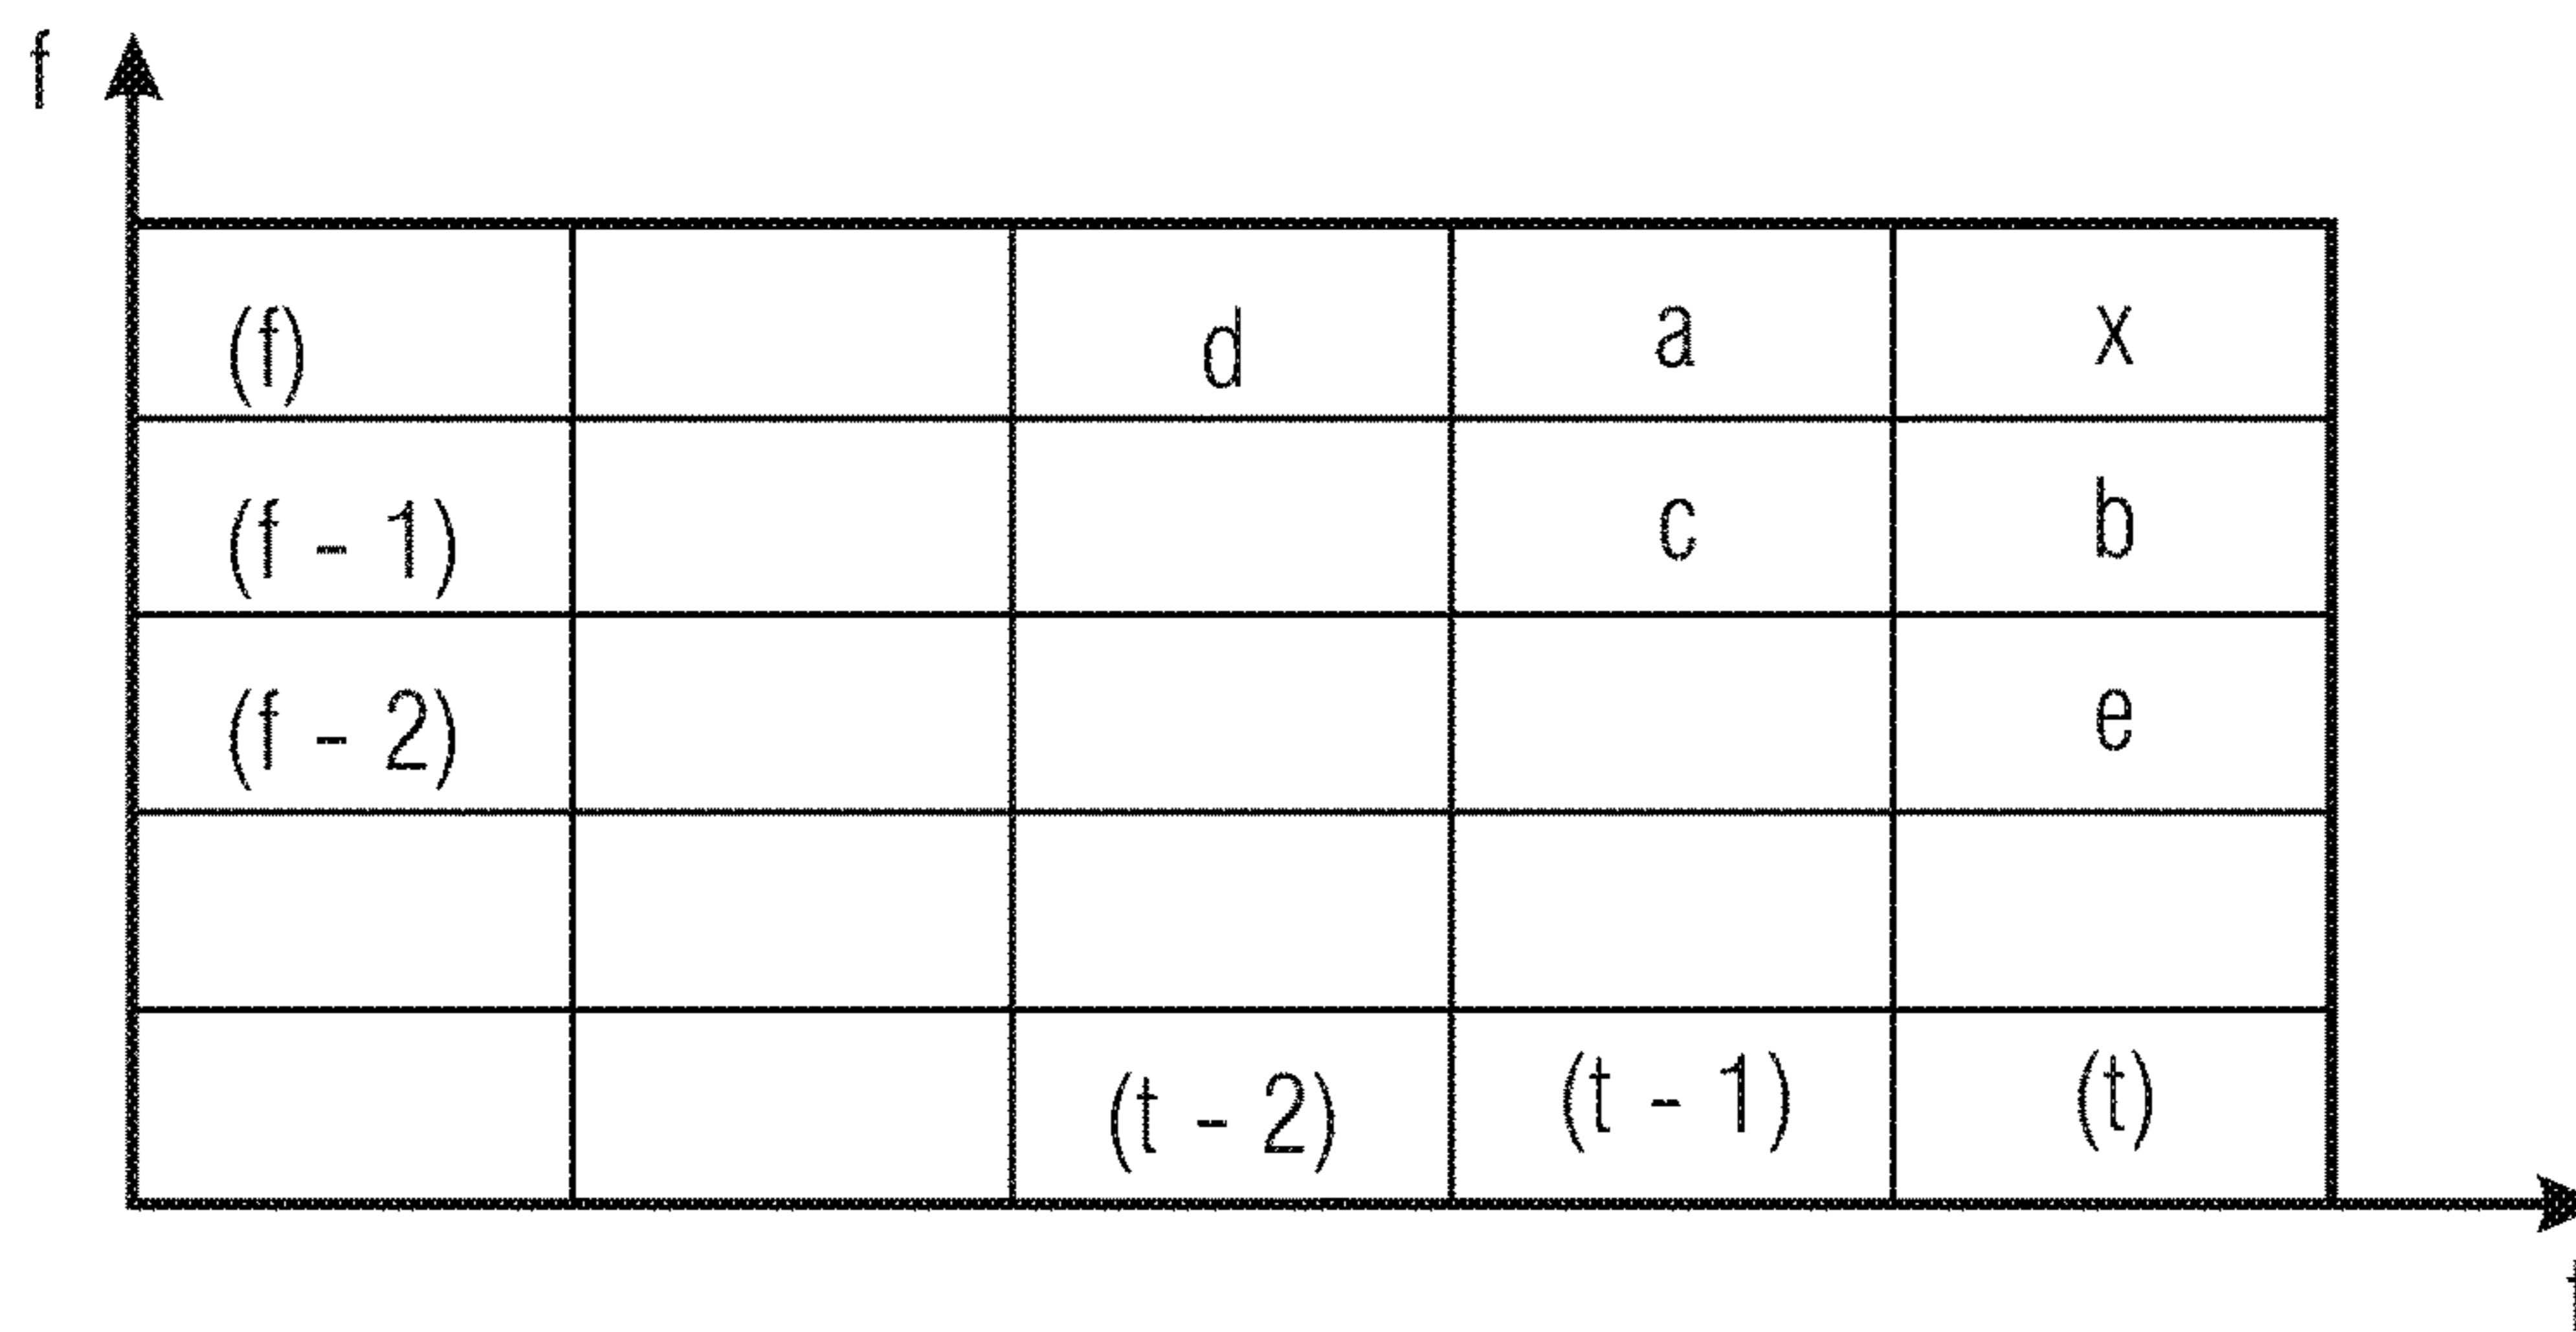 f
(f) d a x
(f - 1) c b
(f - 2) e
(t - 2) (t - 1) (t)
t